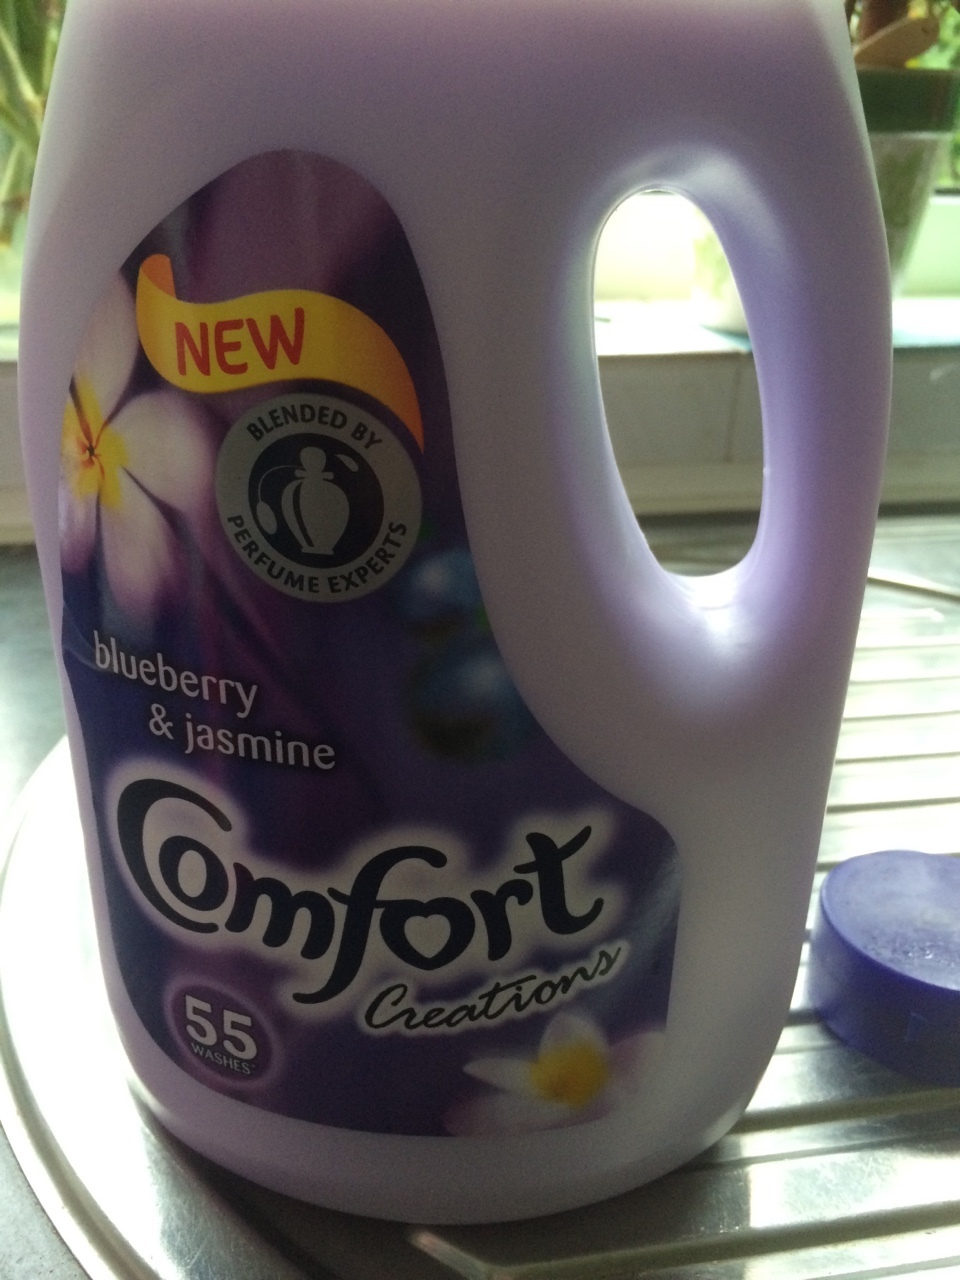 NEW
BLENDED BY
PERFUME EXPERTS
blueberry
& jasmine
Comfort
Creations
55
WASHES*